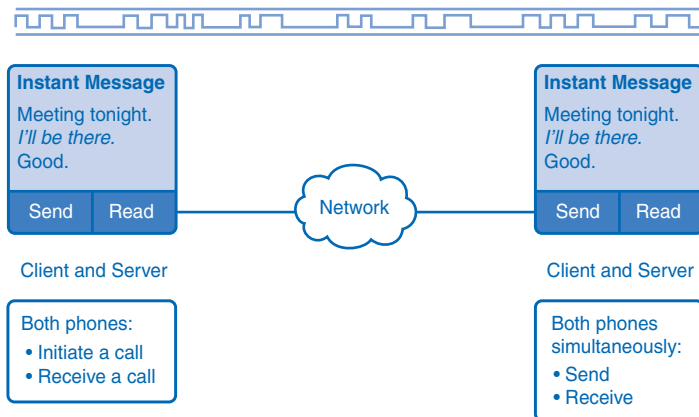 Instant Message
Meeting tonight.
I'll be there.
Good.
Send Read
Client and Server
Both phones:
• Initiate a call
• Receive a call
Network
Instant Message
Meeting tonight.
I'll be there.
Good.
Send Read
Client and Server
Both phones
simultaneously:
• Send
• Receive